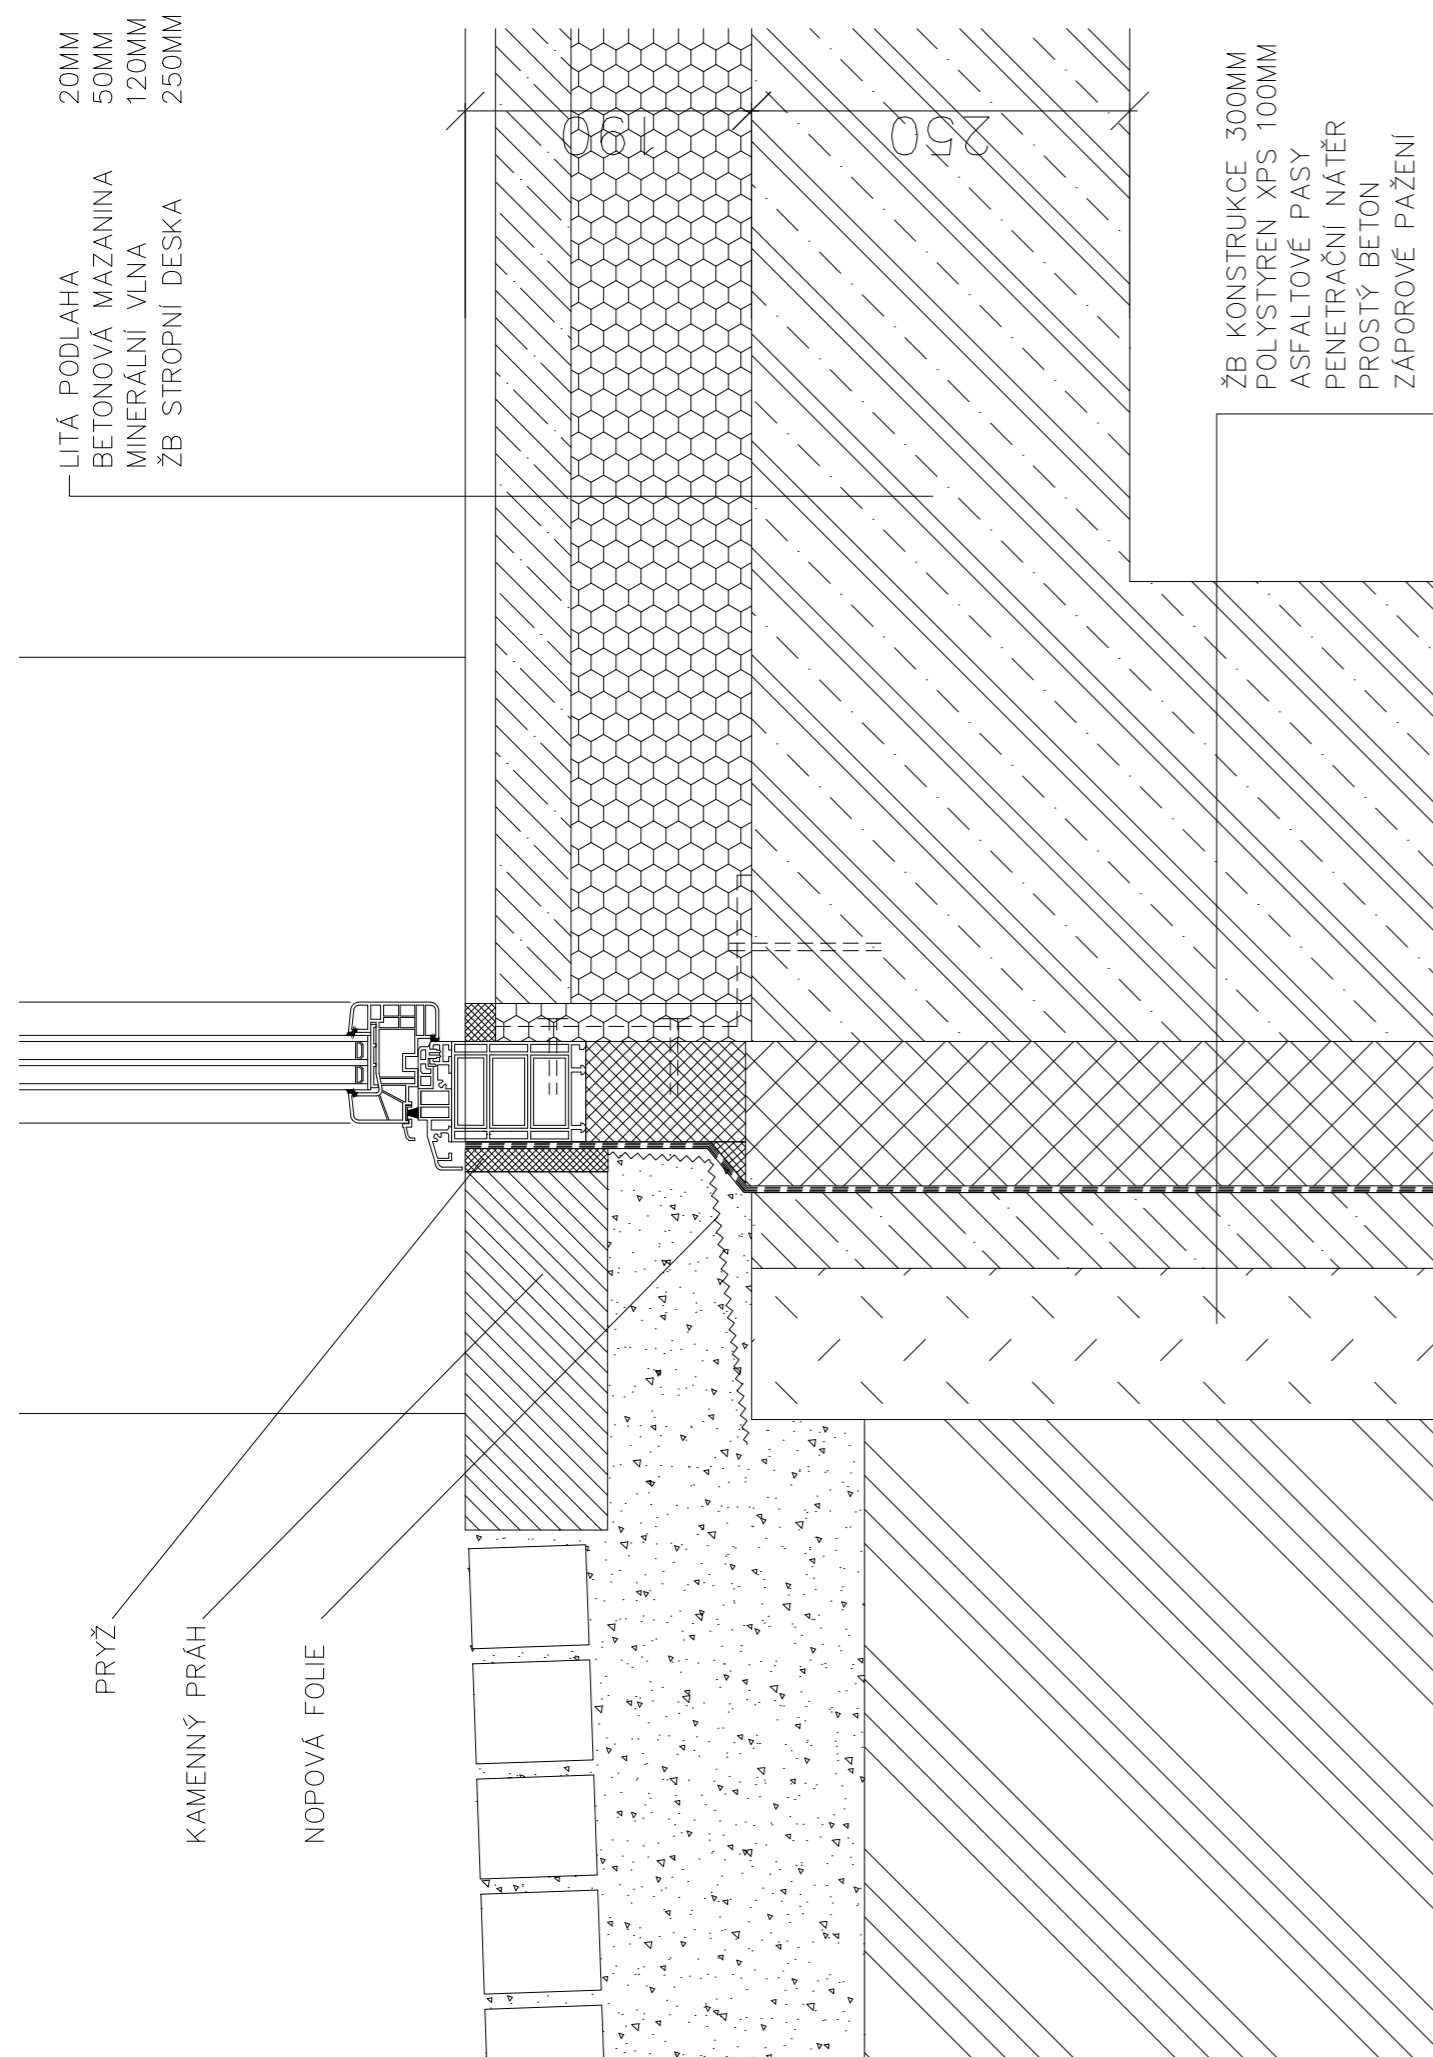 LITÁ PODLAHA 20MM
BETONOVÁ MAZANINA 50MM
MINERÁLNÍ VLNA 120MM
ŽB STROPNÍ DESKA 250MM
190
250
ŽB KONSTRUKCE 300MM
POLYSTYREN XPS 100MM
ASFALTOVÉ PASY
PENETRAČNÍ NÁTĚR
PROSTÝ BETON
ZÁPOROVÉ PAŽENÍ
PRYŽ
KAMENNÝ PRÁH
NOPOVÁ FOLIE